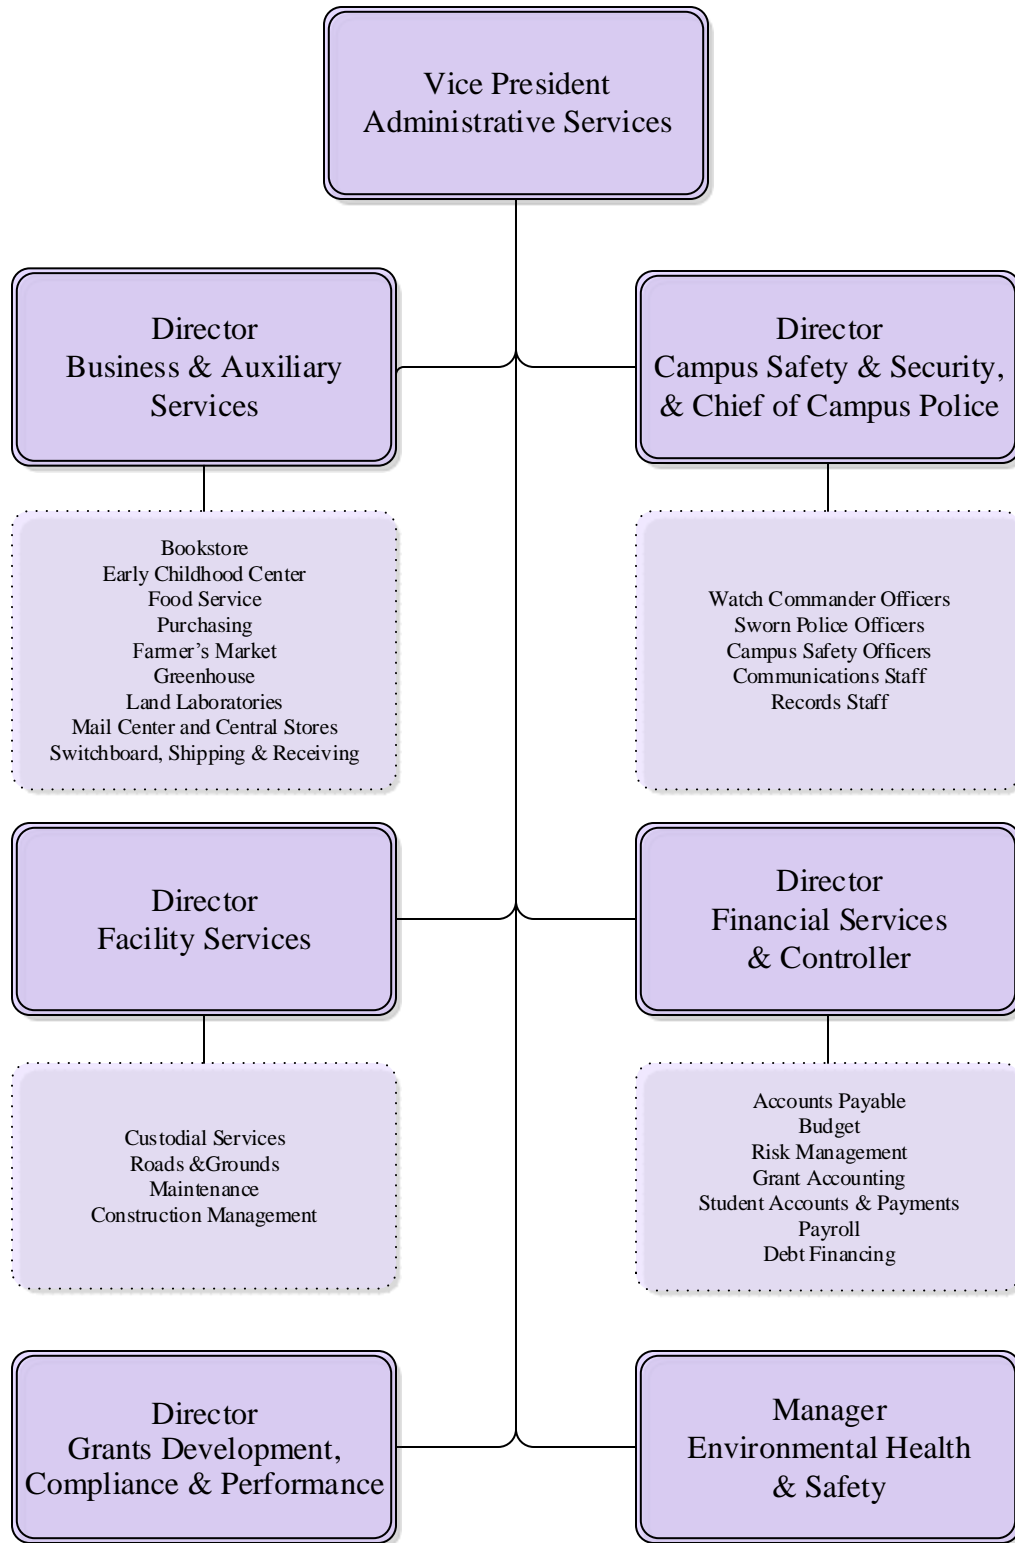 Vice President
Administrative Services
Director
Business & Auxiliary
Services
Director
Campus Safety & Security,
& Chief of Campus Police
Bookstore
Early Childhood Center
Food Service
Purchasing
Farmer's Market
Greenhouse
Land Laboratories
Mail Center and Central Stores
Switchboard, Shipping & Receiving
Watch Commander Officers
Sworn Police Officers
Campus Safety Officers
Communications Staff
Records Staff
Director
Facility Services
Director
Financial Services
& Controller
Custodial Services
Roads &Grounds
Maintenance
Construction Management
Accounts Payable
Budget
Risk Management
Grant Accounting
Student Accounts & Payments
Payroll
Debt Financing
Director
Grants Development,
Compliance & Performance
Manager
Environmental Health
& Safety